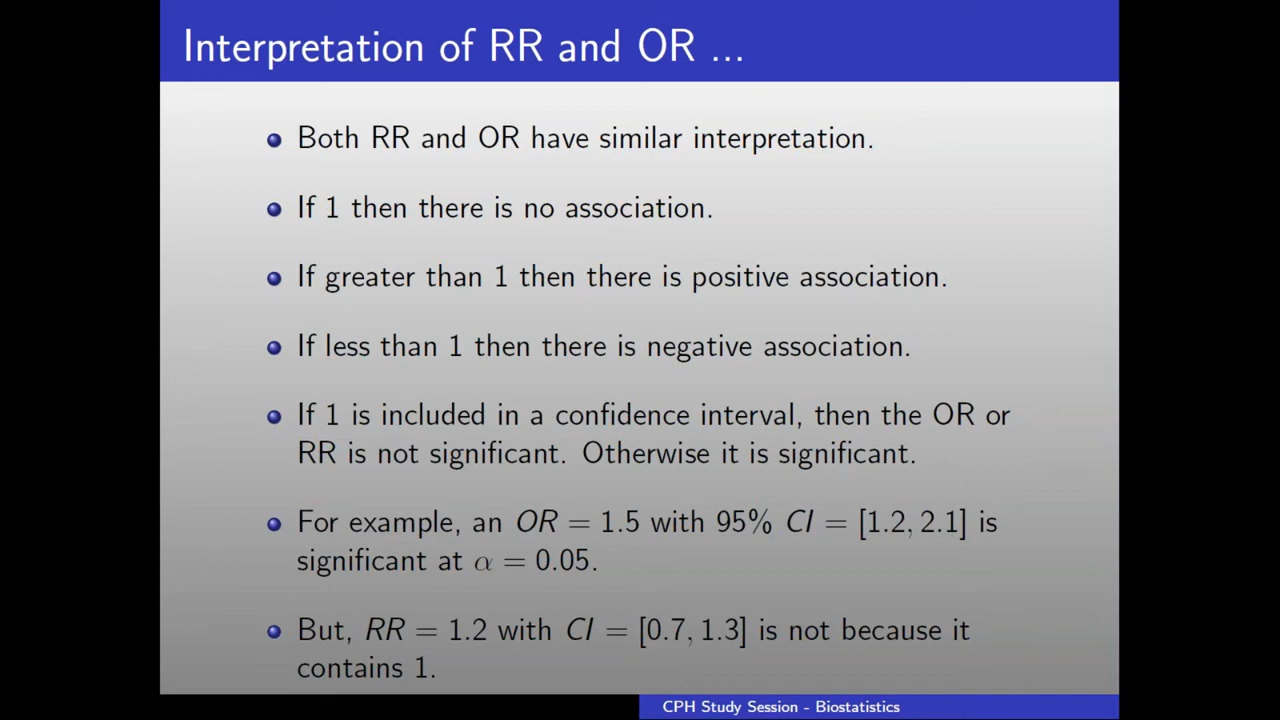 Interpretation of RR and OR ...
Both RR and OR have similar interpretation.
If 1 then there is no association.
If greater than 1 then there is positive association.
If less than 1 then there is negative association.
If 1 is included in a confidence interval, then the OR or
RR is not significant. Otherwise it is significant.
For example, an OR = 1.5 with 95% CI = [1.2, 2.1] is
significant at α = 0.05.
But, RR = 1.2 with CI = [0.7, 1.3] is not because it
contains 1.
CPH Study Session - Biostatistics